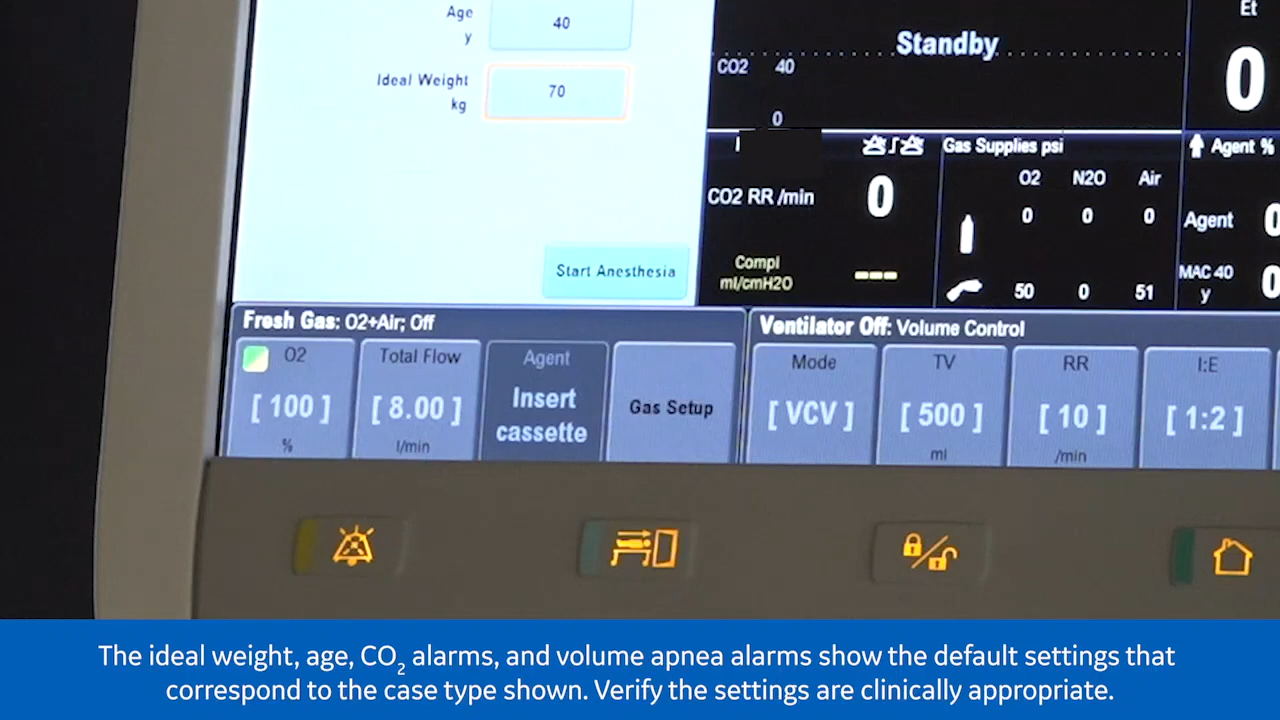 Age
y
40
Ideal Weight
kg
70
Start Anesthesia
Standby
CO2 40
0
Et
0
CO2 RR /min
0
Compl
ml/cmH2O
---
Gas Supplies psi
O2 N2O Air
0 0 0
50 0 51
Agent %
Agent 0
MAC 40
y
0
Fresh Gas: O2+Air; Off
O2
[ 100 ]
%
Total Flow
[ 8.00 ]
l/min
Agent
Insert
cassette
Gas Setup
Ventilator Off: Volume Control
Mode
[ VCV ]
TV
[ 500 ]
ml
RR
[ 10 ]
/min
I:E
[ 1:2 ]
The ideal weight, age, CO₂ alarms, and volume apnea alarms show the default settings that
correspond to the case type shown. Verify the settings are clinically appropriate.